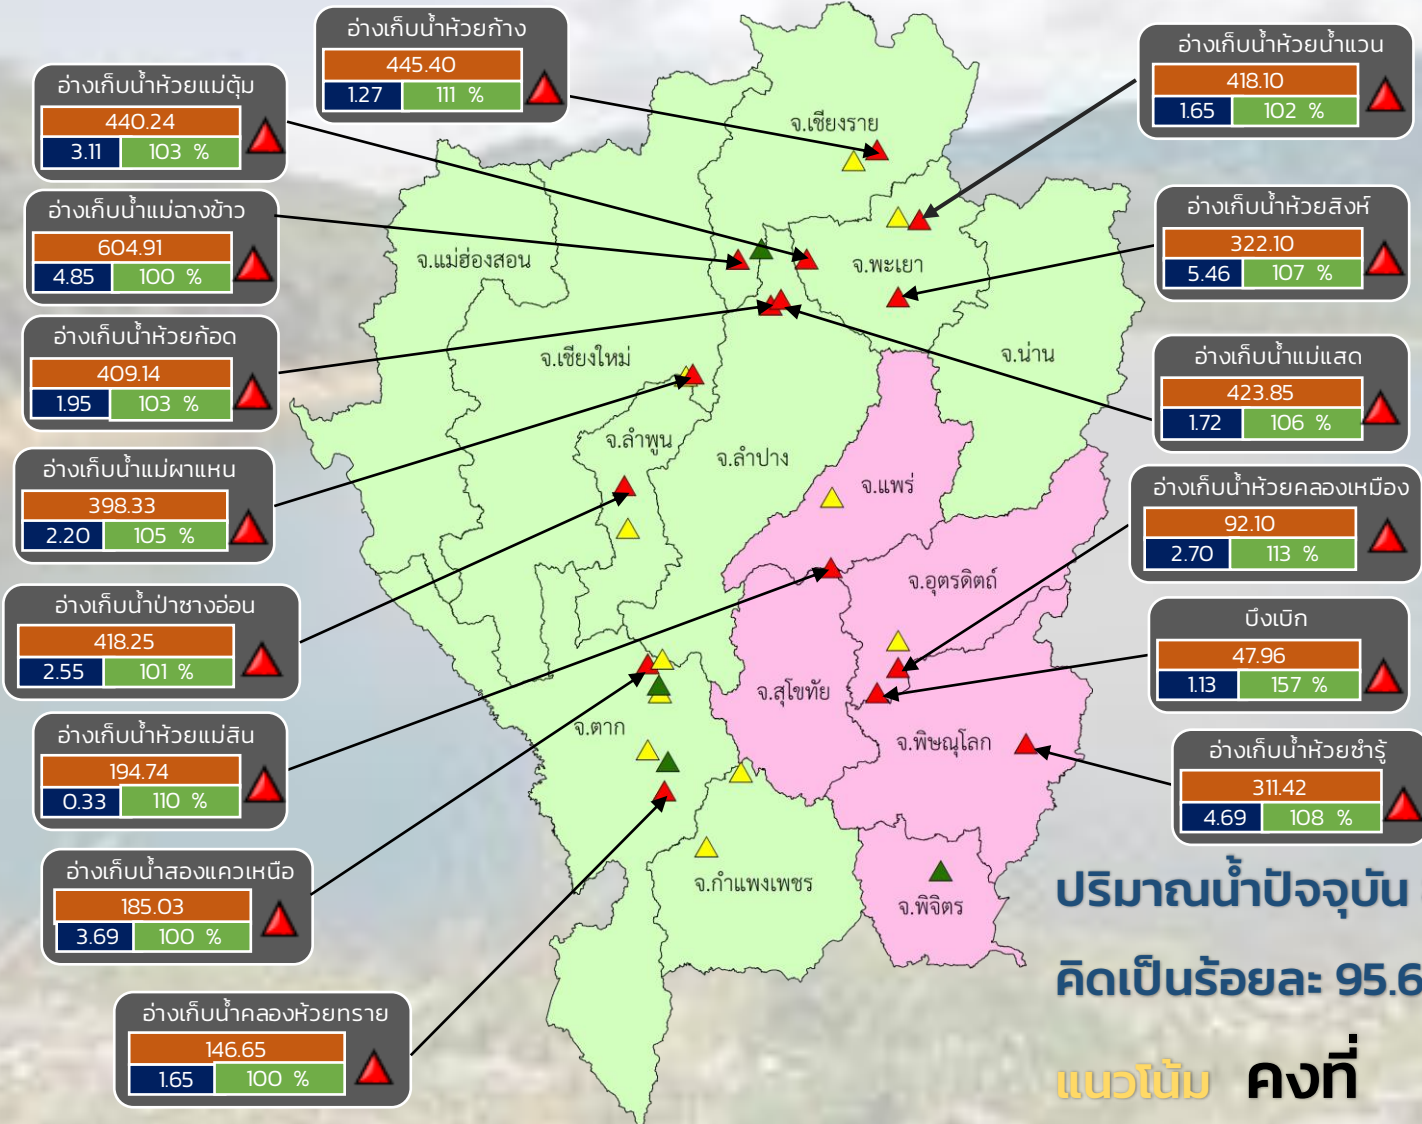 อ่างเก็บน้ำห้วยก้าง
445.40
1.27 111 %
อ่างเก็บน้ำห้วยน้ำแวน
418.10
1.65 102 %
อ่างเก็บน้ำห้วยแม่ตุ้ม
440.24
3.11 103 %
อ่างเก็บน้ำแม่ฉางข้าว
604.91
4.85 100 %
อ่างเก็บน้ำห้วยสิงห์
322.10
5.46 107 %
อ่างเก็บน้ำห้วยก้อด
409.14
1.95 103 %
อ่างเก็บน้ำแม่แสด
423.85
1.72 106 %
อ่างเก็บน้ำแม่ผาแหน
398.33
2.20 105 %
อ่างเก็บน้ำห้วยคลองเหมือง
92.10
2.70 113 %
อ่างเก็บน้ำป่าซางอ่อน
418.25
2.55 101 %
บึงเบิก
47.96
1.13 157 %
อ่างเก็บน้ำห้วยแม่สิน
194.74
0.33 110 %
อ่างเก็บน้ำห้วยซำรู้
311.42
4.69 108 %
อ่างเก็บน้ำสองแควเหนือ
185.03
3.69 100 %
อ่างเก็บน้ำคลองห้วยทราย
146.65
1.65 100 %
จ.เชียงราย
จ.แม่ฮ่องสอน
จ.พะเยา
จ.เชียงใหม่
จ.น่าน
จ.ลำพูน
จ.ลำปาง
จ.แพร่
จ.อุตรดิตถ์
จ.สุโขทัย
จ.ตาก
จ.พิษณุโลก
จ.กำแพงเพชร
จ.พิจิตร
ปริมาณน้ำปัจจุบัน
คิดเป็นร้อยละ 95.6
แนวโน้ม คงที่